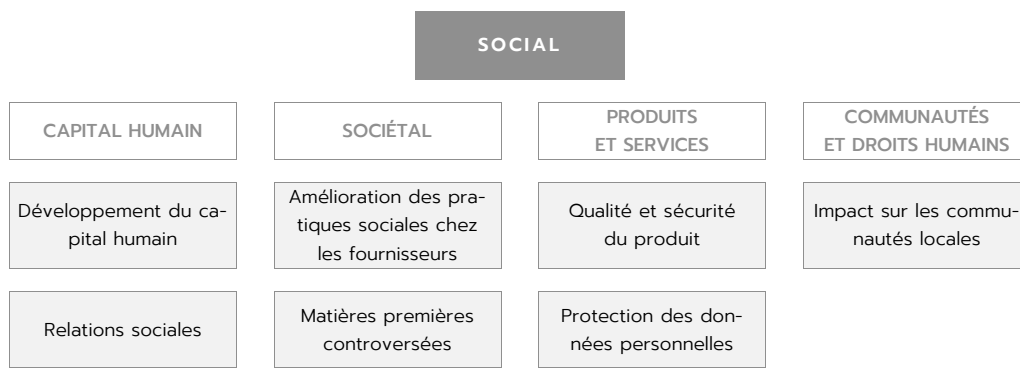 SOCIAL
CAPITAL HUMAIN
SOCIÉTAL
PRODUITS
ET SERVICES
COMMUNAUTÉS
ET DROITS HUMAINS
Développement du ca-
pital humain
Amélioration des pra-
tiques sociales chez
les fournisseurs
Qualité et sécurité
du produit
Impact sur les commu-
nautés locales
Relations sociales
Matières premières
controversées
Protection des don-
nées personnelles